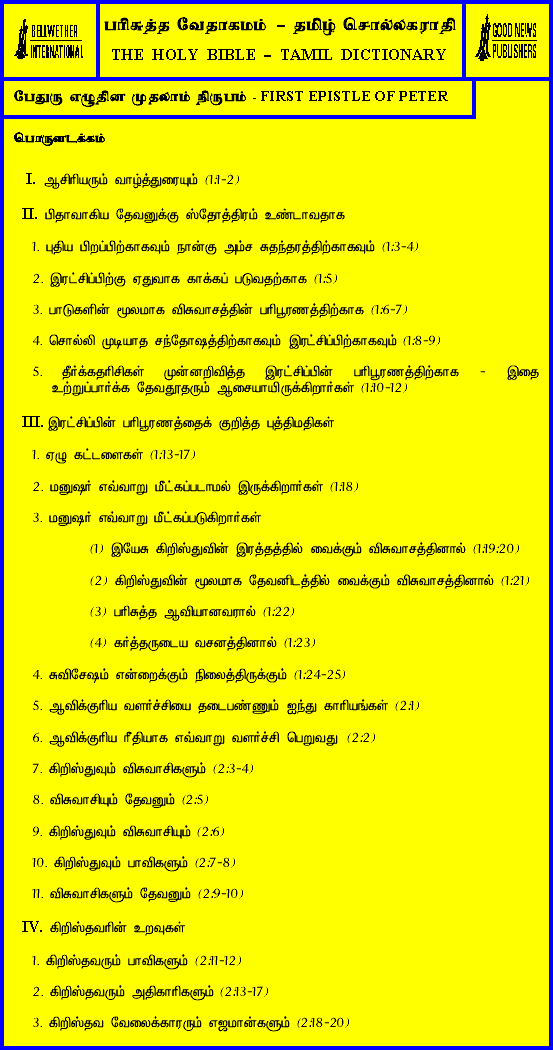 BELLWETHER
INTERNATIONAL
பரிசுத்த வேதாகமம் – தமிழ் சொல்லகராதி
THE HOLY BIBLE – TAMIL DICTIONARY
GOOD NEWS
PUBLISHERS
பேதுரு எழுதின முதலாம் நிருபம் - FIRST EPISTLE OF PETER
பொருளடக்கம்
I. ஆசிரியரும் வாழ்த்துரையும் (1:1-2)
II. பிதாவாகிய தேவனுக்கு ஸ்தோத்திரம் உண்டாவதாக
1. புதிய பிறப்பிற்காகவும் நான்கு அம்ச சுதந்தரத்திற்காகவும் (1:3-4)
2. இரட்சிப்பிற்கு ஏதுவாக காக்கப் படுவதற்காக (1:5)
3. பாடுகளின் மூலமாக விசுவாசத்தின் பரிபூரணத்திற்காக (1:6-7)
4. சொல்லி முடியாத சந்தோஷத்திற்காகவும் இரட்சிப்பிற்காகவும் (1:8-9)
5. தீர்க்கதரிசிகள் முன்னறிவித்த இரட்சிப்பின் பரிபூரணத்திற்காக - இதை
உற்றுப்பார்க்க தேவதூதரும் ஆசையாயிருக்கிறார்கள் (1:10-12)
III. இரட்சிப்பின் பரிபூரணத்தைக் குறித்த புத்திமதிகள்
1. ஏழு கட்டளைகள் (1:13-17)
2. மனுஷர் எவ்வாறு மீட்கப்படாமல் இருக்கிறார்கள் (1:18)
3. மனுஷர் எவ்வாறு மீட்கப்படுகிறார்கள்
(1) இயேசு கிறிஸ்துவின் இரத்தத்தில் வைக்கும் விசுவாசத்தினால் (1:19:20)
(2) கிறிஸ்துவின் மூலமாக தேவனிடத்தில் வைக்கும் விசுவாசத்தினால் (1:21)
(3) பரிசுத்த ஆவியானவரால் (1:22)
(4) கர்த்தருடைய வசனத்தினால் (1:23)
4. சுவிசேஷம் என்றைக்கும் நிலைத்திருக்கும் (1:24-25)
5. ஆவிக்குரிய வளர்ச்சியை தடைபண்ணும் ஐந்து காரியங்கள் (2:1)
6. ஆவிக்குரிய ரீதியாக எவ்வாறு வளர்ச்சி பெறுவது (2:2)
7. கிறிஸ்துவும் விசுவாசிகளும் (2:3-4)
8. விசுவாசியும் தேவனும் (2:5)
9. கிறிஸ்துவும் விசுவாசியும் (2:6)
10. கிறிஸ்துவும் பாவிகளும் (2:7-8)
11. விசுவாசிகளும் தேவனும் (2:9-10)
IV. கிறிஸ்தவரின் உறவுகள்
1. கிறிஸ்தவரும் பாவிகளும் (2:11-12)
2. கிறிஸ்தவரும் அதிகாரிகளும் (2:13-17)
3. கிறிஸ்தவ வேலைக்காரரும் எஜமான்களும் (2:18-20)